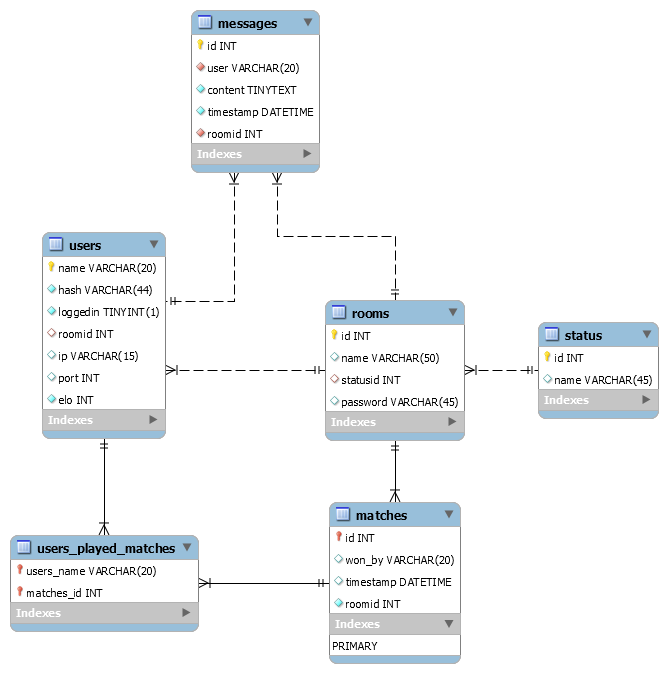 messages
id INT
user VARCHAR(20)
content TINYTEXT
timestamp DATETIME
roomid INT
Indexes
users
name VARCHAR(20)
hash VARCHAR(44)
loggedin TINYINT(1)
roomid INT
ip VARCHAR(15)
port INT
elo INT
Indexes
rooms
id INT
name VARCHAR(50)
statusid INT
password VARCHAR(45)
Indexes
status
id INT
name VARCHAR(45)
Indexes
users_played_matches
users_name VARCHAR(20)
matches_id INT
Indexes
matches
id INT
won_by VARCHAR(20)
timestamp DATETIME
roomid INT
Indexes
PRIMARY